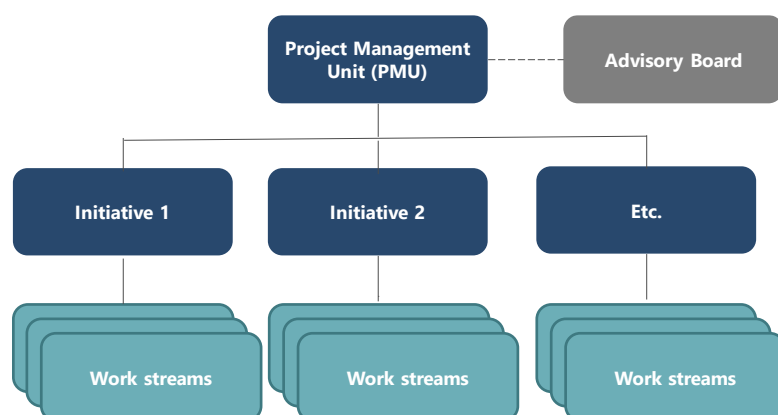 Project Management
Unit (PMU)
Advisory Board
Initiative 1
Initiative 2
Etc.
Work streams
Work streams
Work streams